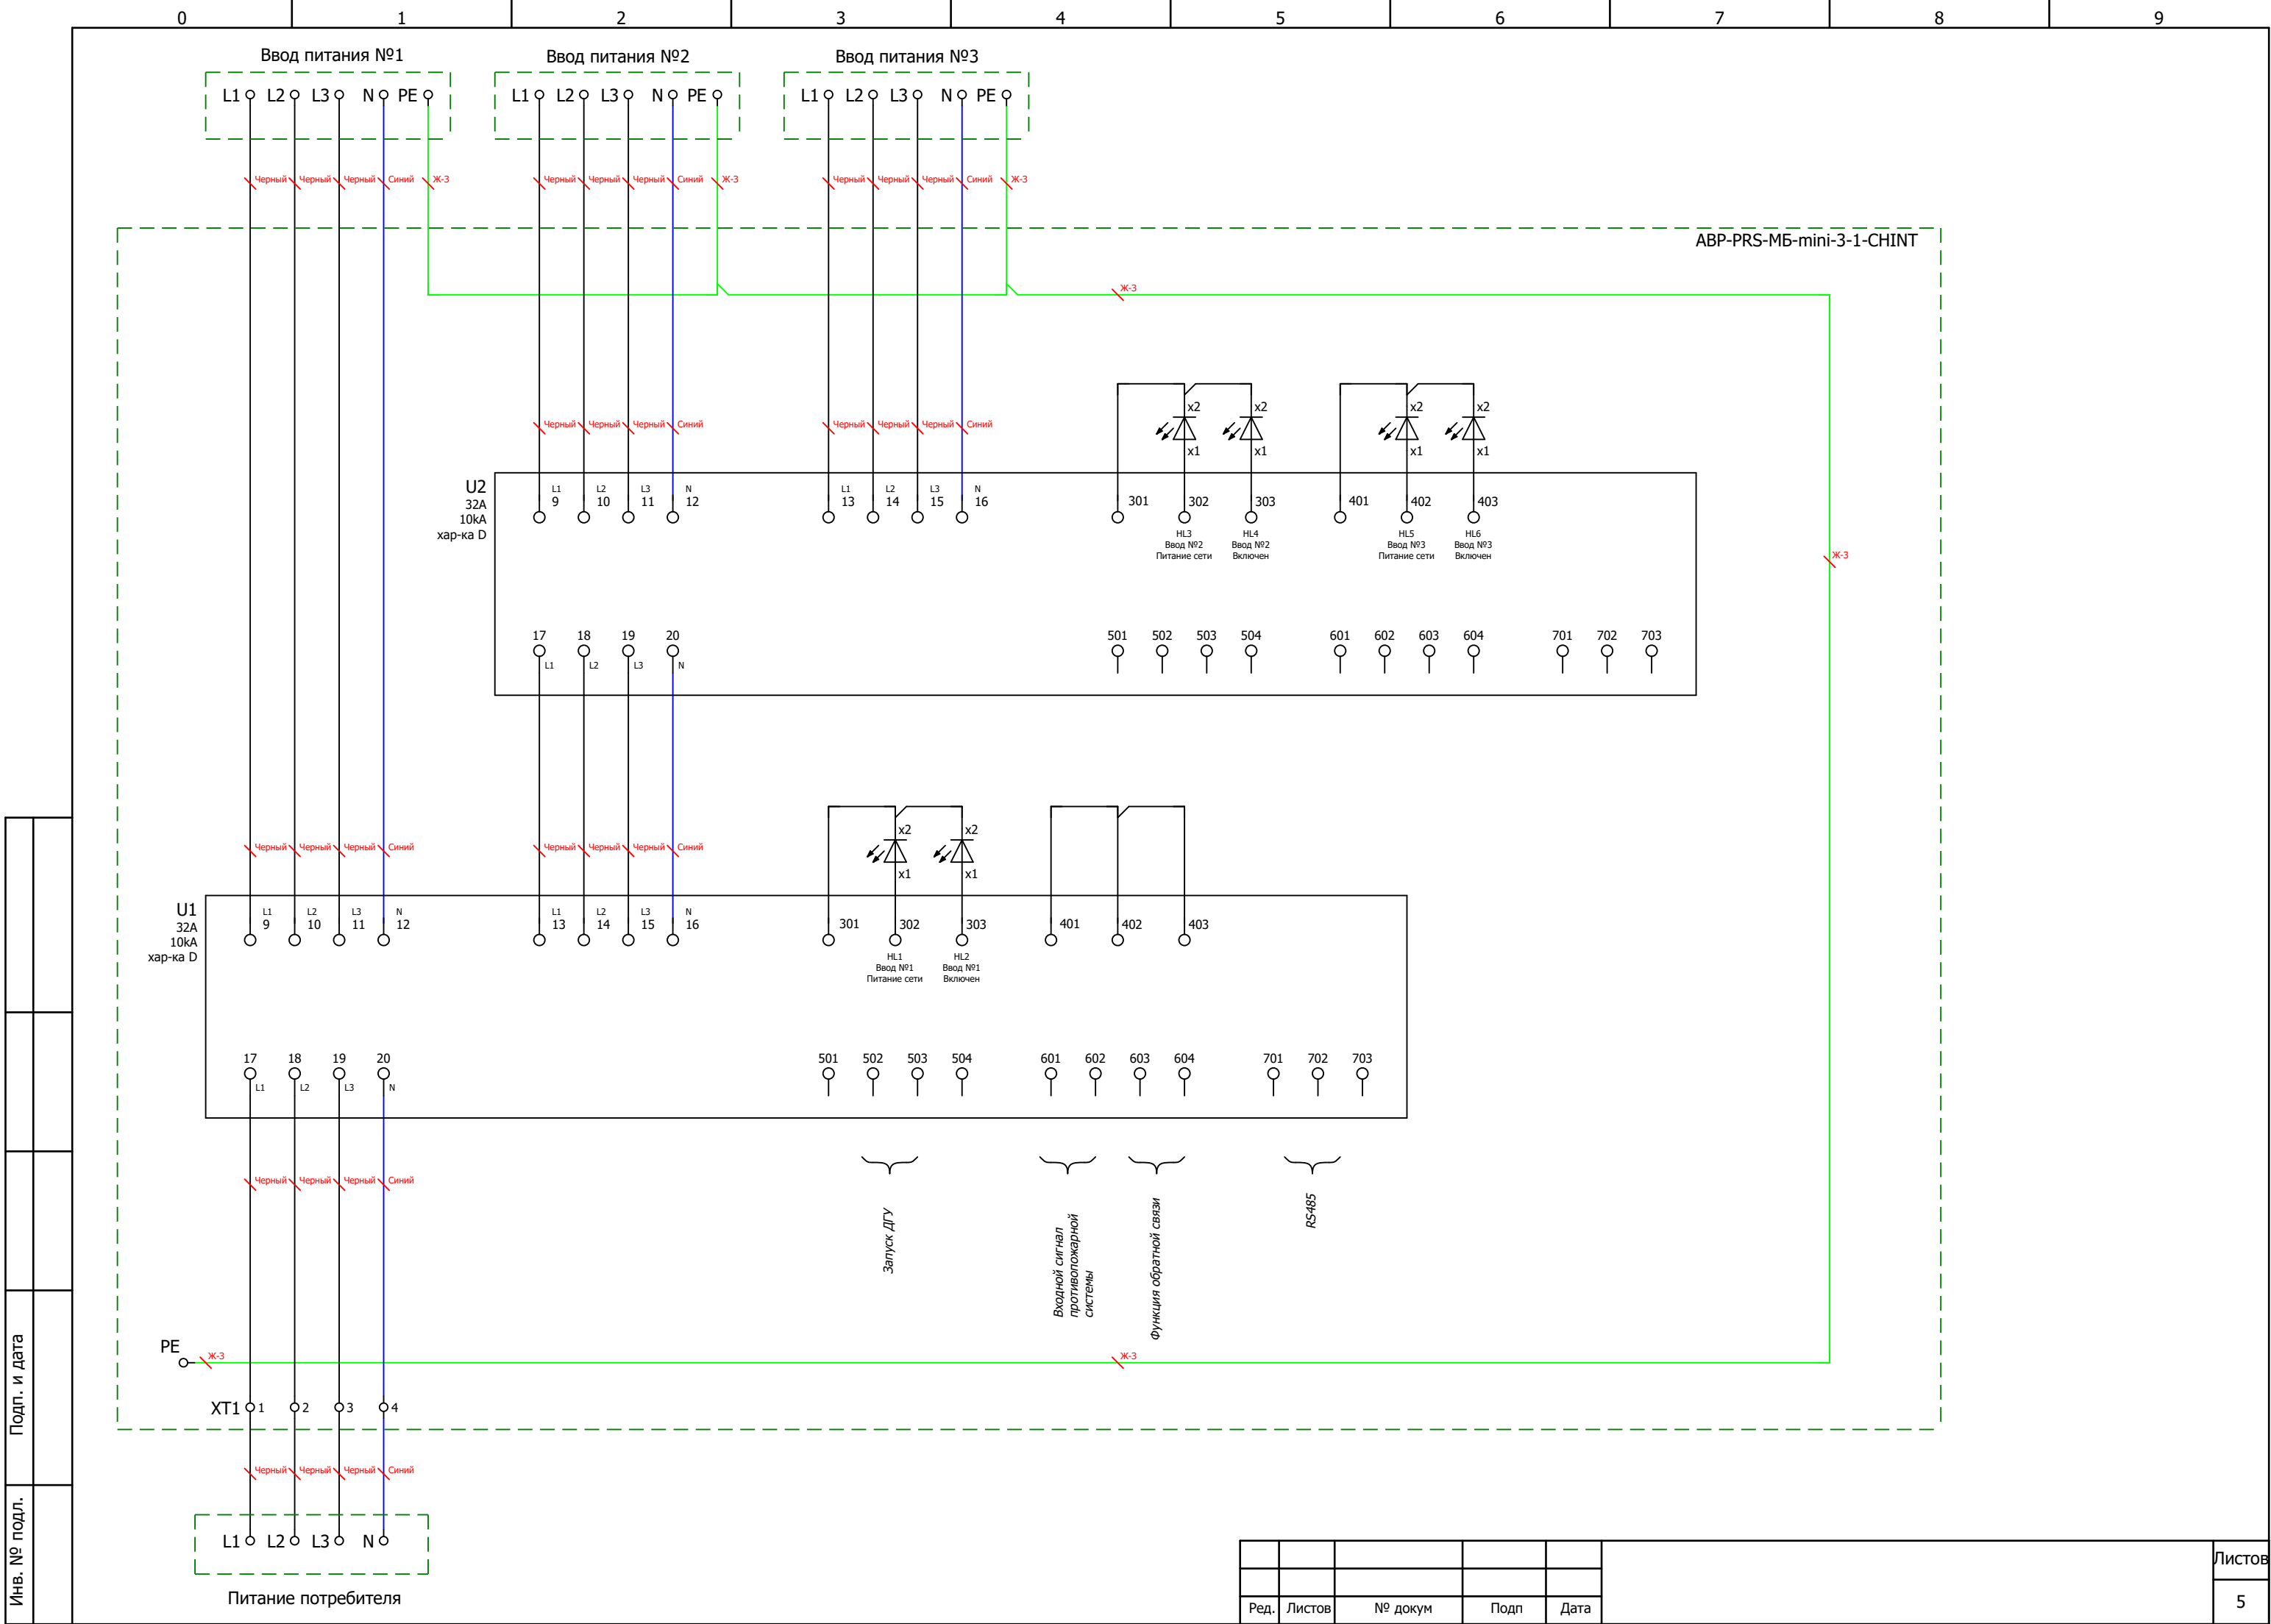 0 1 2 3 4 5 6 7 8 9
Ввод питания №1 Ввод питания №2 Ввод питания №3
L1 L2 L3 N PE L1 L2 L3 N PE L1 L2 L3 N PE
Черный Черный Черный Синий Ж-З Черный Черный Черный Синий Ж-З Черный Черный Черный Синий Ж-З
АВР-PRS-МБ-mini-3-1-CHINT
Ж-З
x2 x2 x2 x2
Черный Черный Черный Синий Черный Черный Черный Синий
x1 x1 x1 x1
U2
32A
10kA
хар-ка D
L1 L2 L3 N L1 L2 L3 N
9 10 11 12 13 14 15 16 301 302 303 401 402 403
HL3 HL4 HL5 HL6
Ввод №2 Ввод №2 Ввод №3 Ввод №3
Питание сети Включен Питание сети Включен
Ж-З
17 18 19 20 501 502 503 504 601 602 603 604 701 702 703
L1 L2 L3 N
x2 x2
Черный Черный Черный Синий Черный Черный Черный Синий
x1 x1
U1
32A
10kA
хар-ка D
L1 L2 L3 N L1 L2 L3 N
9 10 11 12 13 14 15 16 301 302 303 401 402 403
HL1 HL2
Ввод №1 Ввод №1
Питание сети Включен
17 18 19 20 501 502 503 504 601 602 603 604 701 702 703
L1 L2 L3 N
Черный Черный Черный Синий
Запуск ДГУ
Входной сигнал
противопожарной
системы
Функция обратной связи
RS485
PE
Ж-З Ж-З
XT1 1 2 3 4
Черный Черный Черный Синий
L1 L2 L3 N
Питание потребителя
Подп. и дата
Инв. № подл.
Листов
5
Ред. Листов № докум Подп Дата